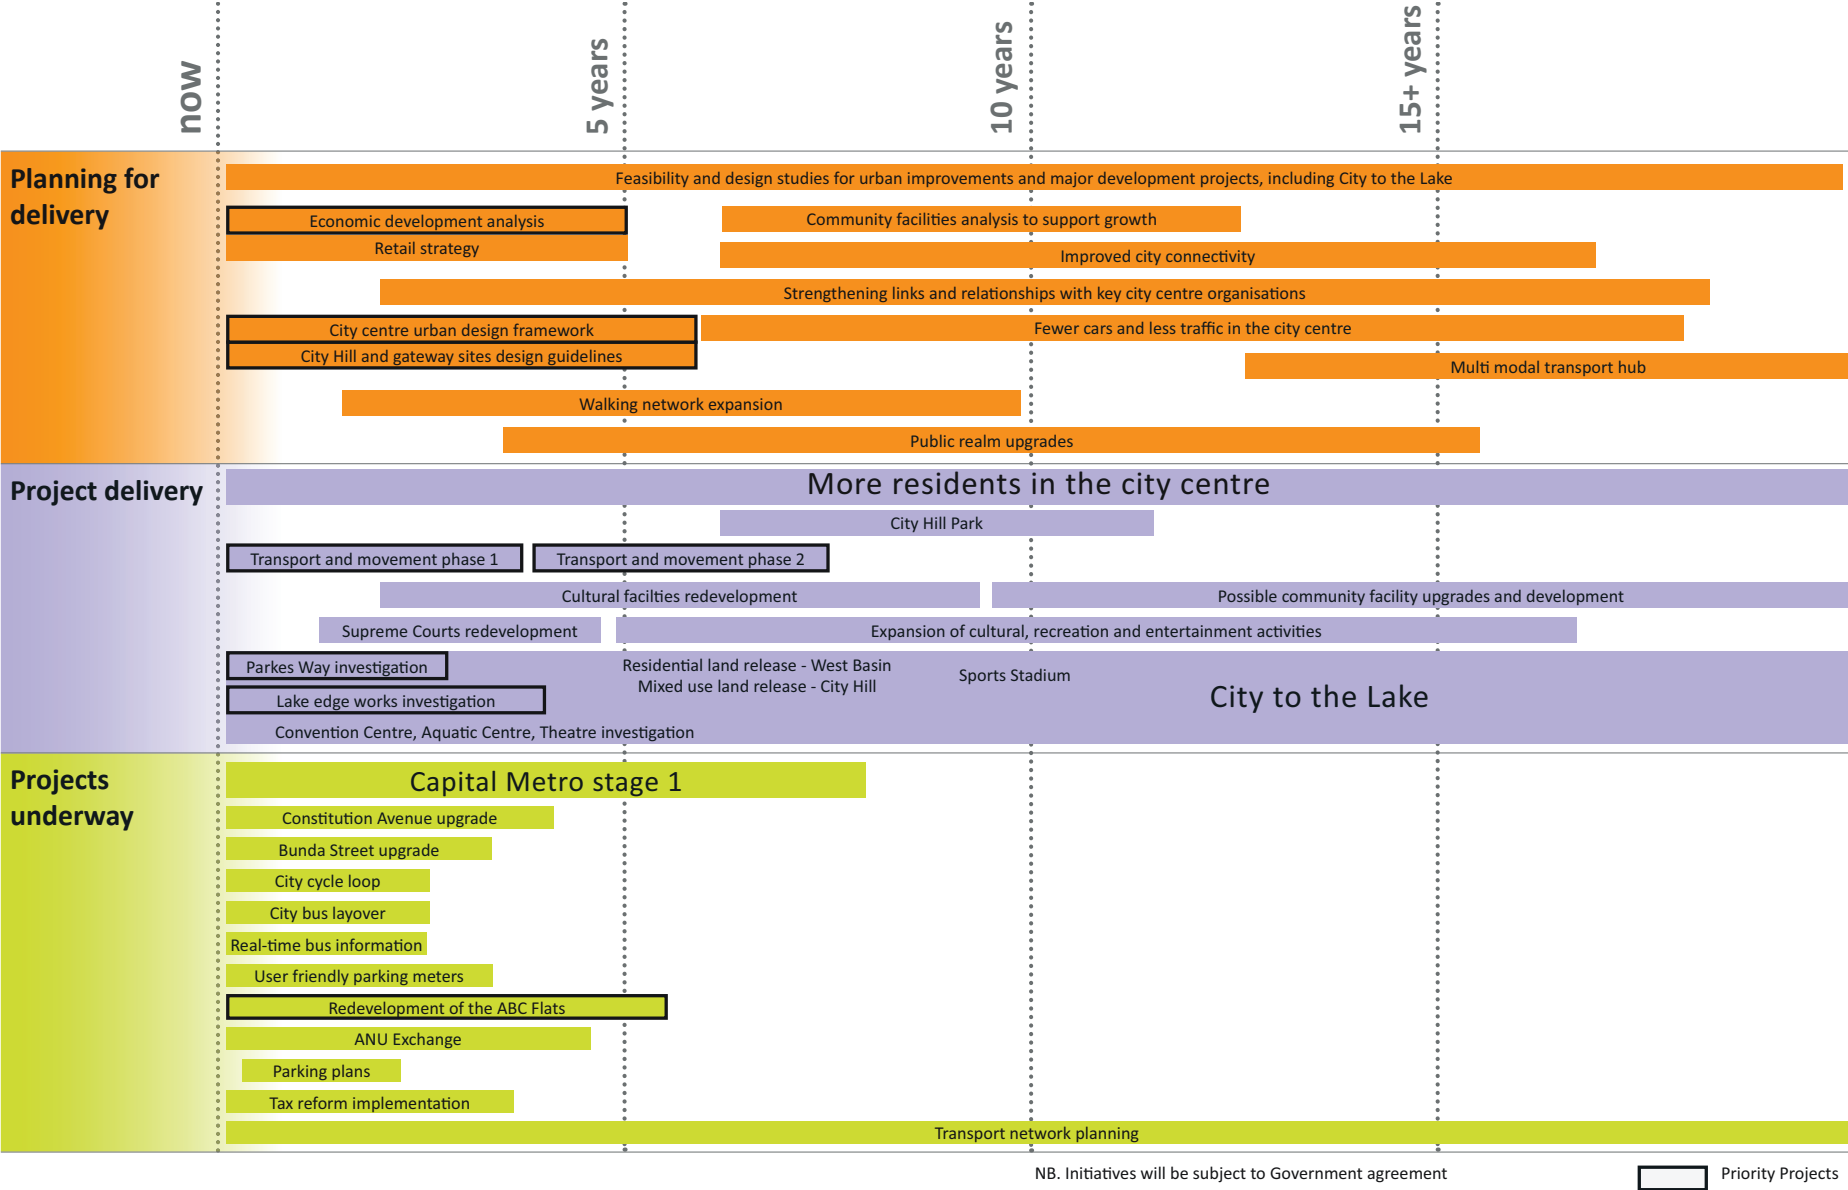 now
5 years
10 years
15+ years
Planning for
delivery
Feasibility and design studies for urban improvements and major development projects, including City to the Lake
Economic development analysis
Community facilities analysis to support growth
Retail strategy
Improved city connectivity
Strengthening links and relationships with key city centre organisations
City centre urban design framework
Fewer cars and less traffic in the city centre
City Hill and gateway sites design guidelines
Multi modal transport hub
Walking network expansion
Public realm upgrades
Project delivery
More residents in the city centre
City Hill Park
Transport and movement phase 1
Transport and movement phase 2
Cultural facilties redevelopment
Possible community facility upgrades and development
Supreme Courts redevelopment
Expansion of cultural, recreation and entertainment activities
Parkes Way investigation
Residential land release - West Basin
Mixed use land release - City Hill
Sports Stadium
Lake edge works investigation
City to the Lake
Convention Centre, Aquatic Centre, Theatre investigation
Projects
underway
Capital Metro stage 1
Constitution Avenue upgrade
Bunda Street upgrade
City cycle loop
City bus layover
Real-time bus information
User friendly parking meters
Redevelopment of the ABC Flats
ANU Exchange
Parking plans
Tax reform implementation
Transport network planning
NB. Initiatives will be subject to Government agreement
Priority Projects